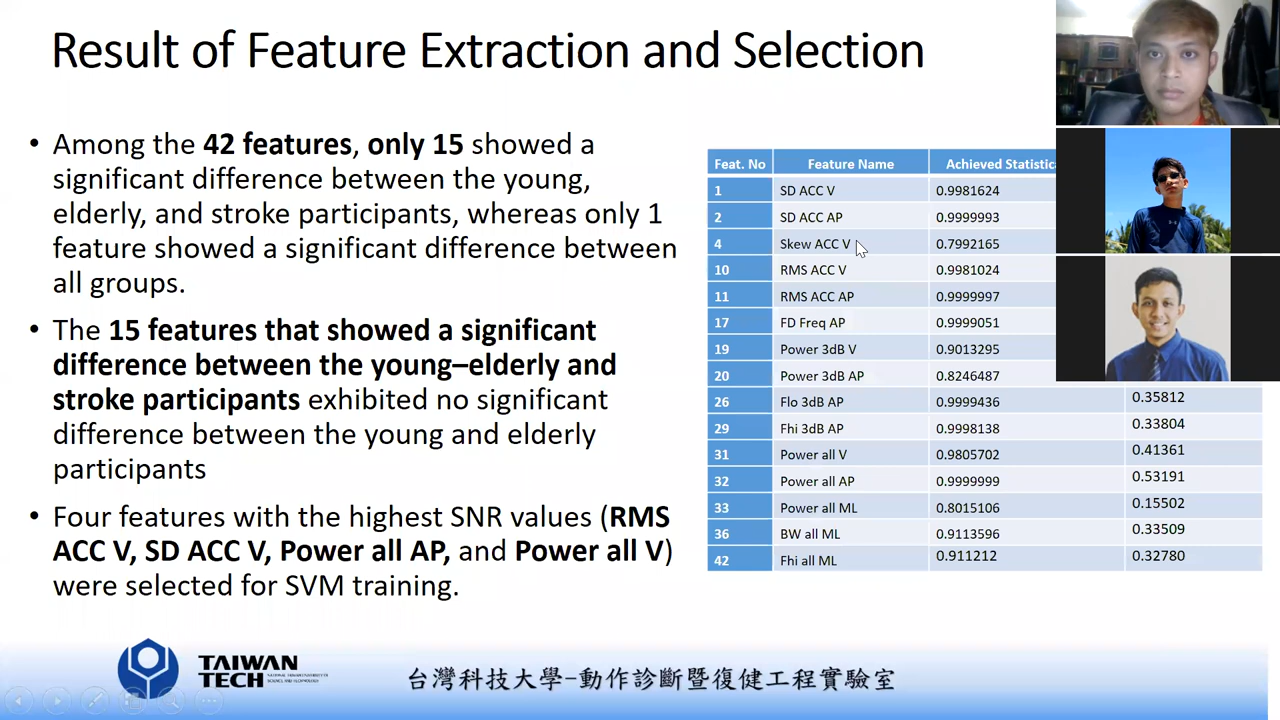 Result of Feature Extraction and Selection
• Among the 42 features, only 15 showed a
significant difference between the young,
elderly, and stroke participants, whereas only 1
feature showed a significant difference between
all groups.
• The 15 features that showed a significant
difference between the young–elderly and
stroke participants exhibited no significant
difference between the young and elderly
participants
• Four features with the highest SNR values (RMS
ACC V, SD ACC V, Power all AP, and Power all V)
were selected for SVM training.
Feat. No Feature Name Achieved Statistica
1 SD ACC V 0.9981624
2 SD ACC AP 0.9999993
4 Skew ACC V 0.7992165
10 RMS ACC V 0.9981024
11 RMS ACC AP 0.9999997
17 FD Freq AP 0.9999051
19 Power 3dB V 0.9013295
20 Power 3dB AP 0.8246487
26 Flo 3dB AP 0.9999436 0.35812
29 Fhi 3dB AP 0.9998138 0.33804
31 Power all V 0.9805702 0.41361
32 Power all AP 0.9999999 0.53191
33 Power all ML 0.8015106 0.15502
36 BW all ML 0.9113596 0.33509
42 Fhi all ML 0.911212 0.32780
TAIWAN
TECH
台灣科技大學-動作診斷暨復健工程實驗室